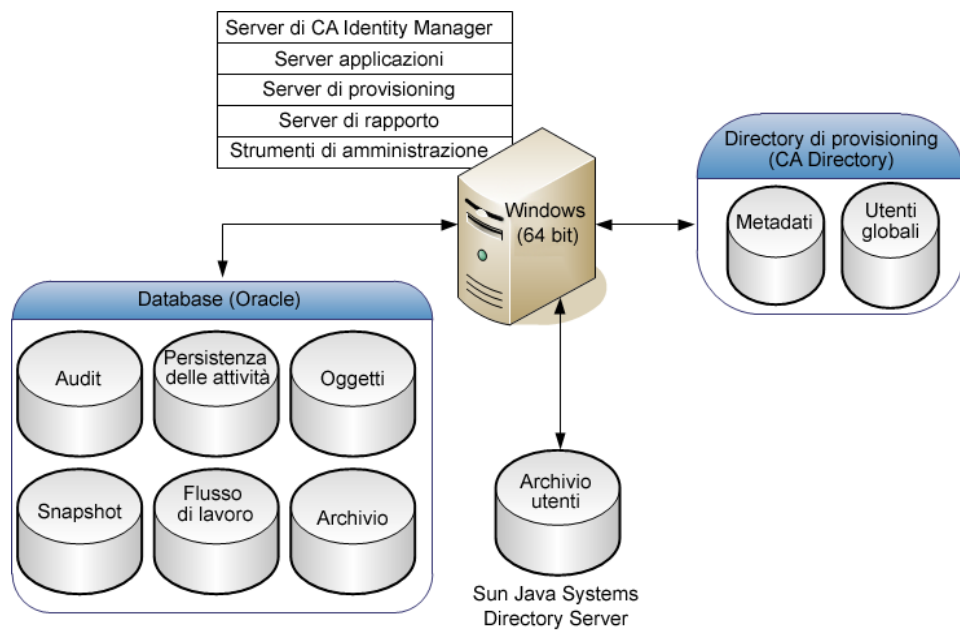 Server di CA Identity Manager
Server applicazioni
Server di provisioning
Server di rapporto
Strumenti di amministrazione
Windows
(64 bit)
Directory di provisioning
(CA Directory)
Metadati
Utenti
globali
Database (Oracle)
Audit
Persistenza
delle attività
Oggetti
Snapshot
Flusso
di lavoro
Archivio
Archivio
utenti
Sun Java Systems
Directory Server